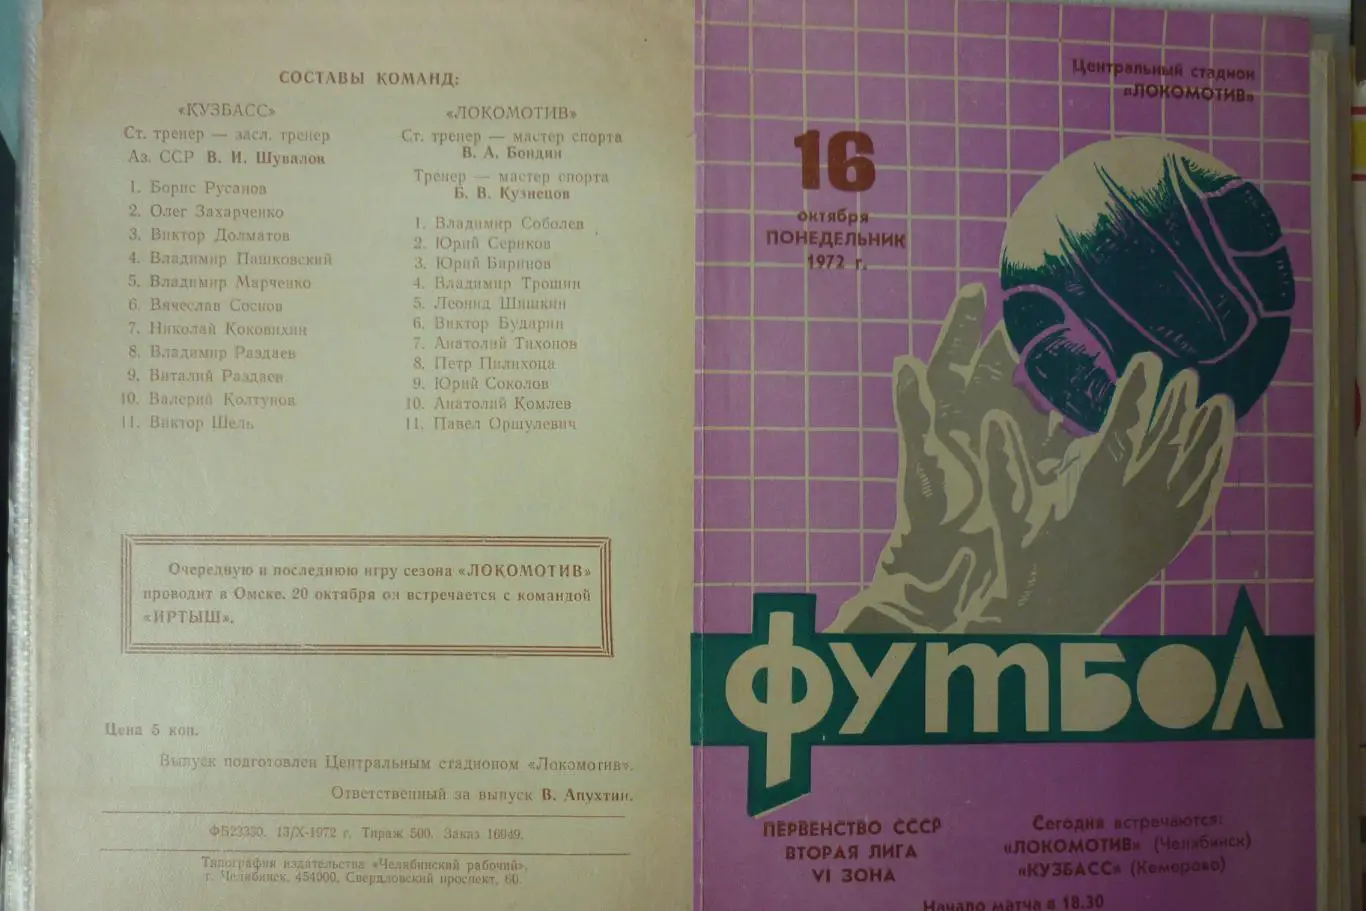 СОСТАВЫ КОМАНД:
«КУЗБАСС»
Ст. тренер — засл. тренер
Аз. ССР В. И. Шувалов
1. Борис Русанов
2. Олег Захарченко
3. Виктор Долматов
4. Владимир Пашковский
5. Владимир Марченко
6. Вячеслав Соснов
7. Николай Коковихин
8. Владимир Раздаев
9. Виталий Раздаев
10. Валерий Колтунов
11. Виктор Шель
«ЛОКОМОТИВ»
Ст. тренер — мастер спорта
В. А. Бондин
Тренер — мастер спорта
Б. В. Кузнецов
1. Владимир Соболев
2. Юрий Сериков
3. Юрий Биринов
4. Владимир Трошин
5. Леонид Шишкин
6. Виктор Бударин
7. Анатолий Тихонов
8. Петр Пилихоца
9. Юрий Соколов
10. Анатолий Комлев
11. Павел Оршулевич
Очередную и последнюю игру сезона «ЛОКОМОТИВ»
проводит в Омске. 20 октября он встречается с командой
«ИРТЫШ».
Цена 5 коп.
Выпуск подготовлен Центральным стадионом «Локомотив».
Ответственный за выпуск В. Апухтин.
ФБ23330. 13/X-1972 г. Тираж 500. Заказ 16949.
Типография издательства «Челябинский рабочий»,
г. Челябинск, 454000, Свердловский проспект, 60.
Центральный стадион
«ЛОКОМОТИВ»
16
октября
ПОНЕДЕЛЬНИК
1972 г.
ФУТБОЛ
ПЕРВЕНСТВО СССР
ВТОРАЯ ЛИГА
VI ЗОНА
Сегодня встречаются:
«ЛОКОМОТИВ» (Челябинск)
«КУЗБАСС» (Кемерово)
Начало матча в 18.30